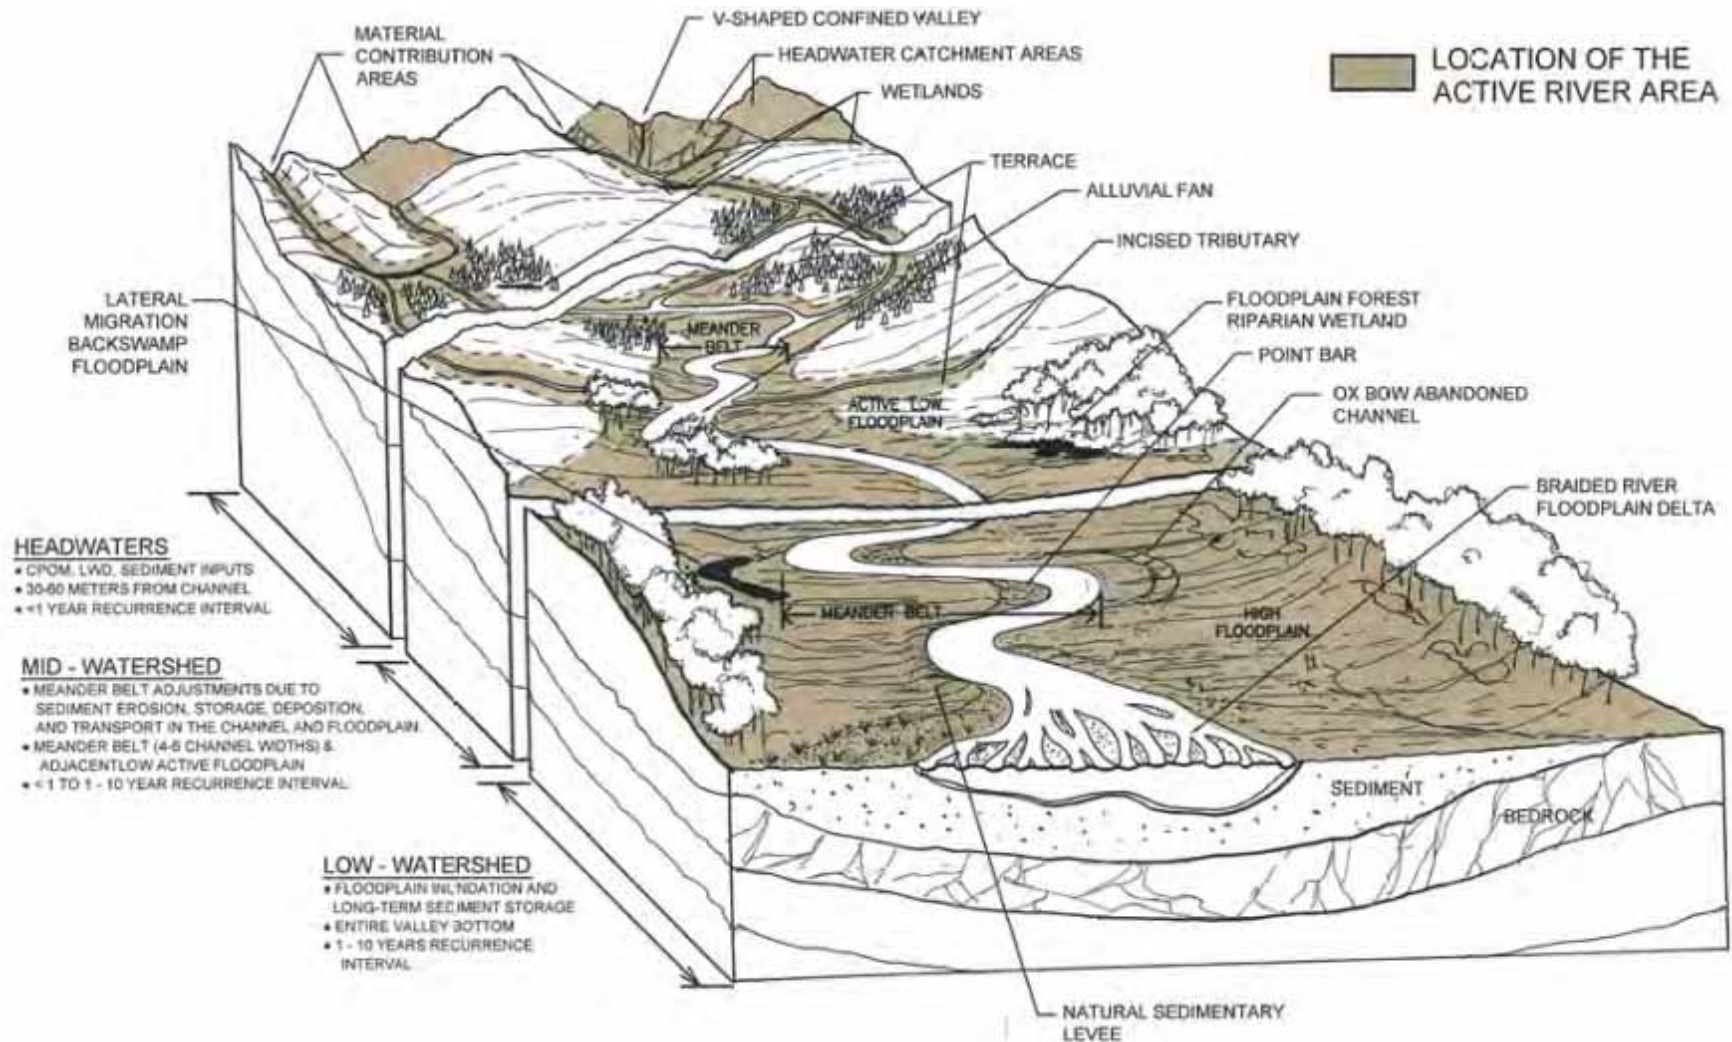 V-SHAPED CONFINED VALLEY
MATERIAL
CONTRIBUTION
AREAS
HEADWATER CATCHMENT AREAS
WETLANDS
LOCATION OF THE
ACTIVE RIVER AREA
TERRACE
ALLUVIAL FAN
INCISED TRIBUTARY
LATERAL
MIGRATION
BACKSWAMP
FLOODPLAIN
FLOODPLAIN FOREST
RIPARIAN WETLAND
MEANDER
BELT
POINT BAR
OX BOW ABANDONED
CHANNEL
ACTIVE LOW
FLOODPLAIN
BRAIDED RIVER
FLOODPLAIN DELTA
HEADWATERS
• CPOM, LWD, SEDIMENT INPUTS
• 30-60 METERS FROM CHANNEL
• <1 YEAR RECURRENCE INTERVAL
MEANDER BELT
HIGH
FLOODPLAIN
MID - WATERSHED
• MEANDER BELT ADJUSTMENTS DUE TO
SEDIMENT EROSION, STORAGE, DEPOSITION,
AND TRANSPORT IN THE CHANNEL AND FLOODPLAIN.
• MEANDER BELT (4-6 CHANNEL WIDTHS) &
ADJACENTLOW ACTIVE FLOODPLAIN
• < 1 TO 1 - 10 YEAR RECURRENCE INTERVAL
SEDIMENT
BEDROCK
LOW - WATERSHED
• FLOODPLAIN INUNDATION AND
LONG-TERM SEDIMENT STORAGE
• ENTIRE VALLEY BOTTOM
• 1 - 10 YEARS RECURRENCE
INTERVAL
NATURAL SEDIMENTARY
LEVEE